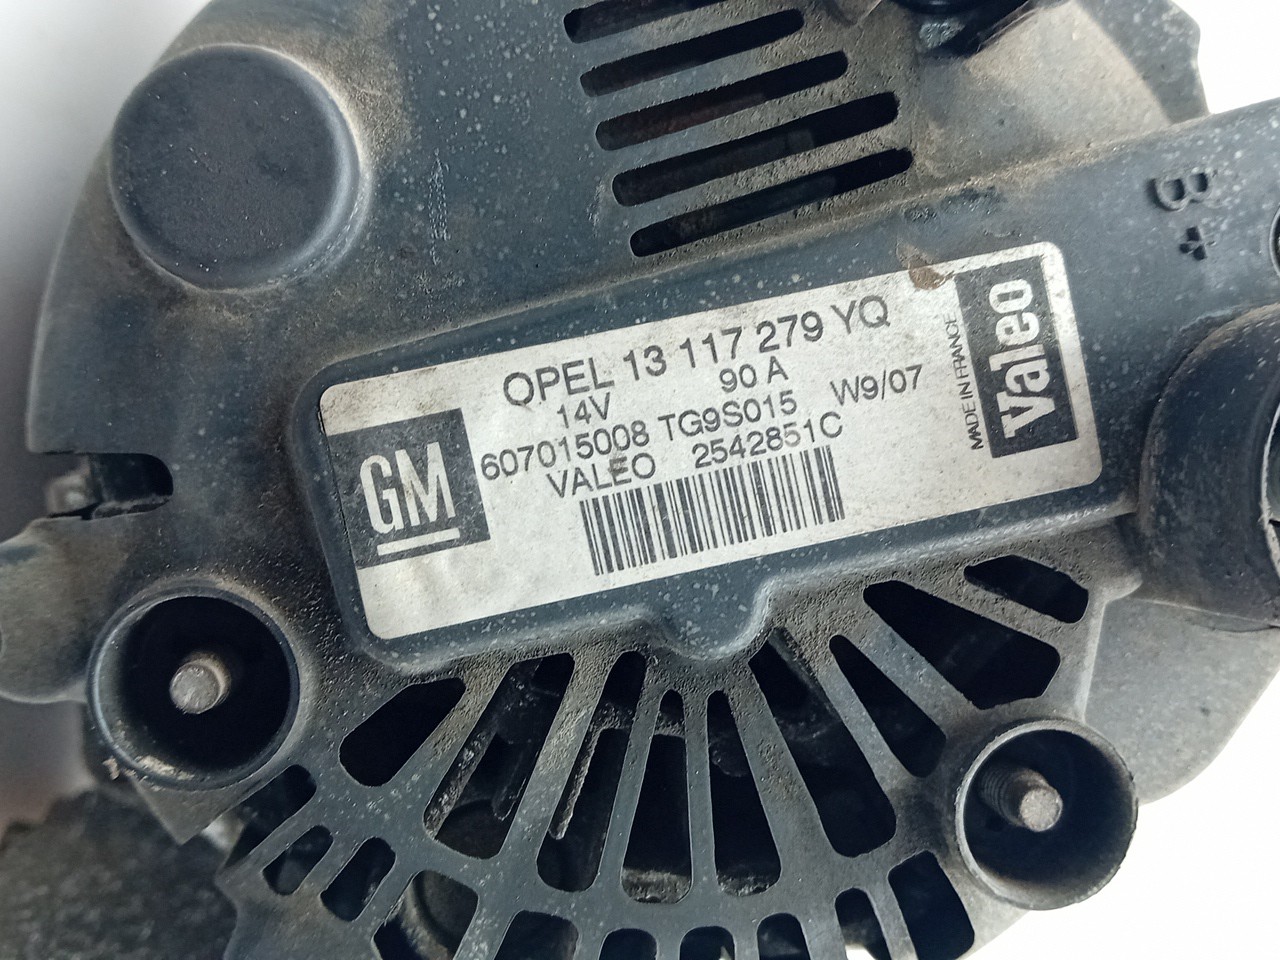 B+
OPEL 13 117 279 YQ
14V 90 A
607015008 TG9S015 W9/07
VALEO 2542851C
GM
MADE IN FRANCE
Valeo